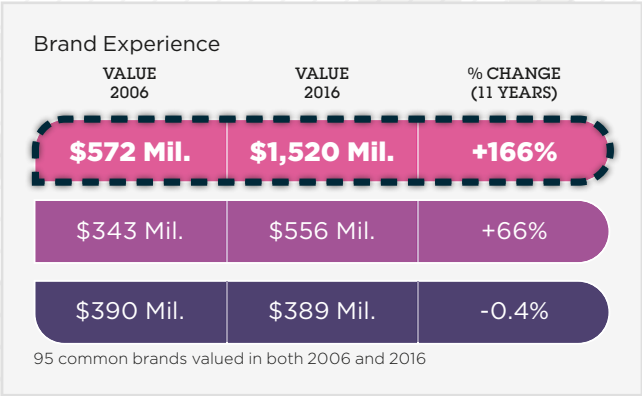 Brand Experience
VALUE 2006 VALUE 2016 % CHANGE (11 YEARS)
$572 Mil. $1,520 Mil. +166%
$343 Mil. $556 Mil. +66%
$390 Mil. $389 Mil. -0.4%
95 common brands valued in both 2006 and 2016